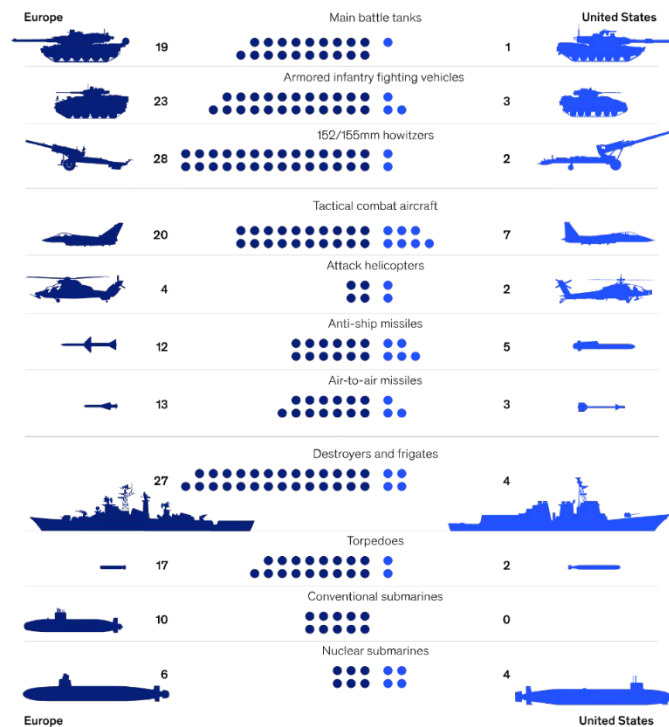 Europe
United States
Main battle tanks
19
1
Armored infantry fighting vehicles
23
3
152/155mm howitzers
28
2
Tactical combat aircraft
20
7
Attack helicopters
4
2
Anti-ship missiles
12
5
Air-to-air missiles
13
3
Destroyers and frigates
27
4
Torpedoes
17
2
Conventional submarines
10
0
Nuclear submarines
6
4
Europe
United States